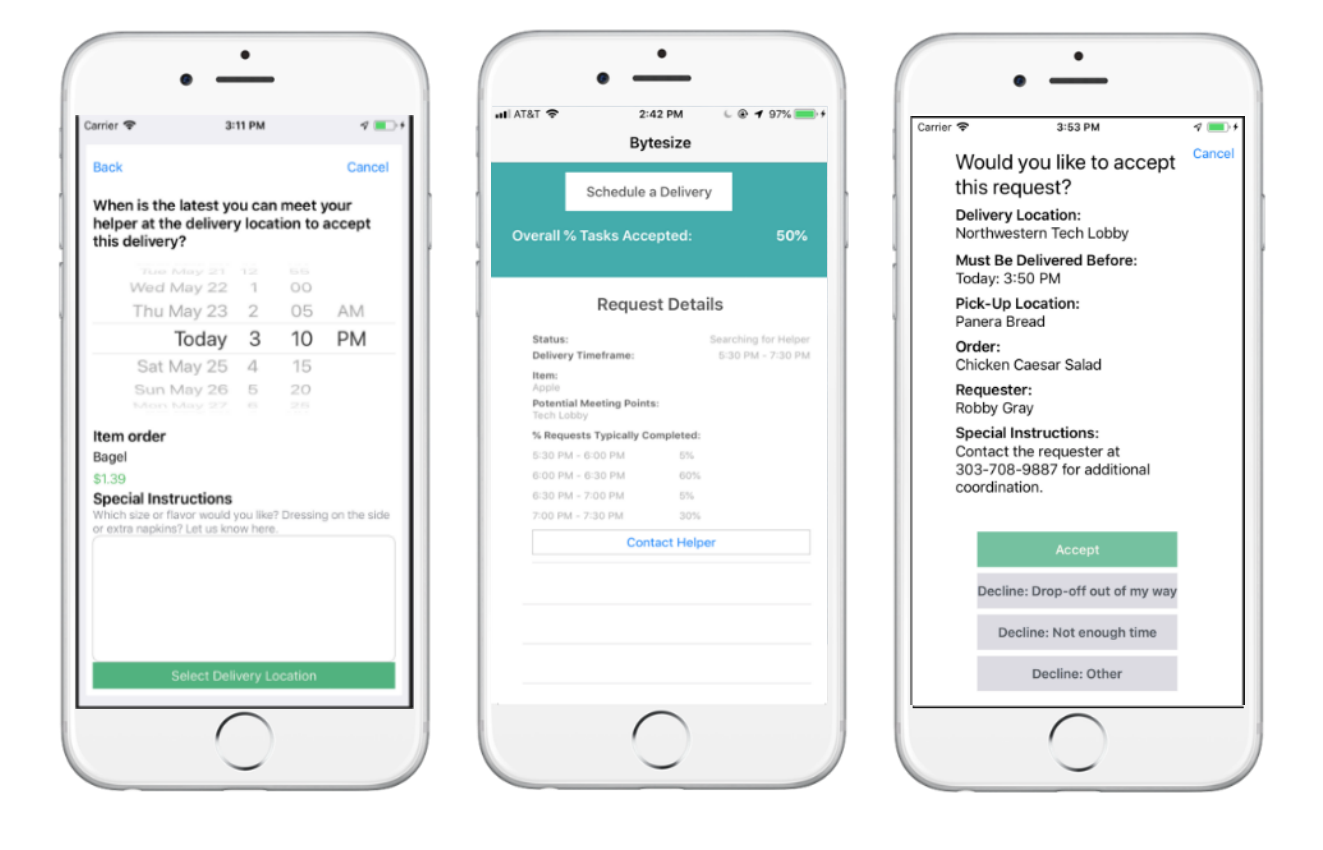 Carrier 3:11 PM
Back Cancel
When is the latest you can meet your
helper at the delivery location to accept
this delivery?
Tue May 21 12
Wed May 22 1 00
Thu May 23 2 05 AM
Today 3 10 PM
Sat May 25 4 15
Sun May 26 5 20
Mon May 27 6
Item order
Bagel
$1.39
Special Instructions
Which size or flavor would you like? Dressing on the side
or extra napkins? Let us know here.
Select Delivery Location
AT&T 2:42 PM 97%
Bytesize
Schedule a Delivery
Overall % Tasks Accepted: 50%
Request Details
Status: Searching for Helper
Delivery Timeframe: 5:30 PM - 7:30 PM
Item:
Apple
Potential Meeting Points:
Tech Lobby
% Requests Typically Completed:
5:30 PM - 6:00 PM 5%
6:00 PM - 6:30 PM 60%
6:30 PM - 7:00 PM 5%
7:00 PM - 7:30 PM 30%
Contact Helper
Carrier 3:53 PM
Cancel
Would you like to accept
this request?
Delivery Location:
Northwestern Tech Lobby
Must Be Delivered Before:
Today: 3:50 PM
Pick-Up Location:
Panera Bread
Order:
Chicken Caesar Salad
Requester:
Robby Gray
Special Instructions:
Contact the requester at
303-708-9887 for additional
coordination.
Accept
Decline: Drop-off out of my way
Decline: Not enough time
Decline: Other